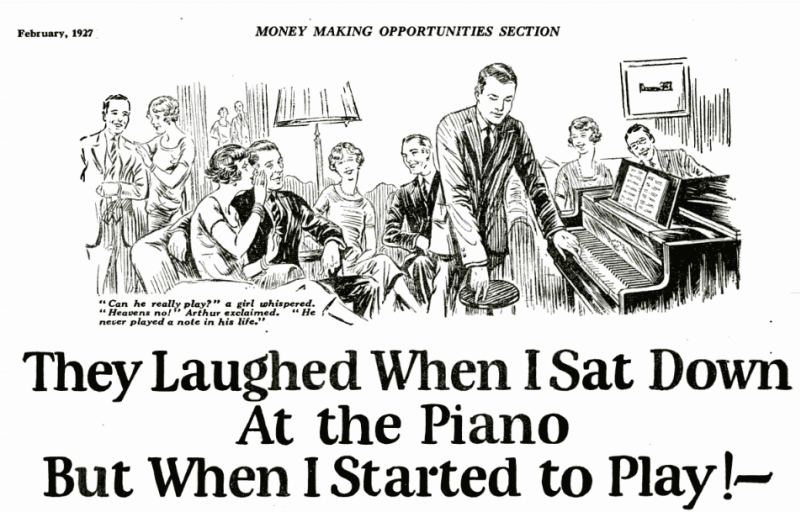 February, 1927
MONEY MAKING OPPORTUNITIES SECTION
"Can he really play?" a girl whispered.
"Heavens no!" Arthur exclaimed. "He
never played a note in his life."
They Laughed When I Sat Down
At the Piano
But When I Started to Play!~